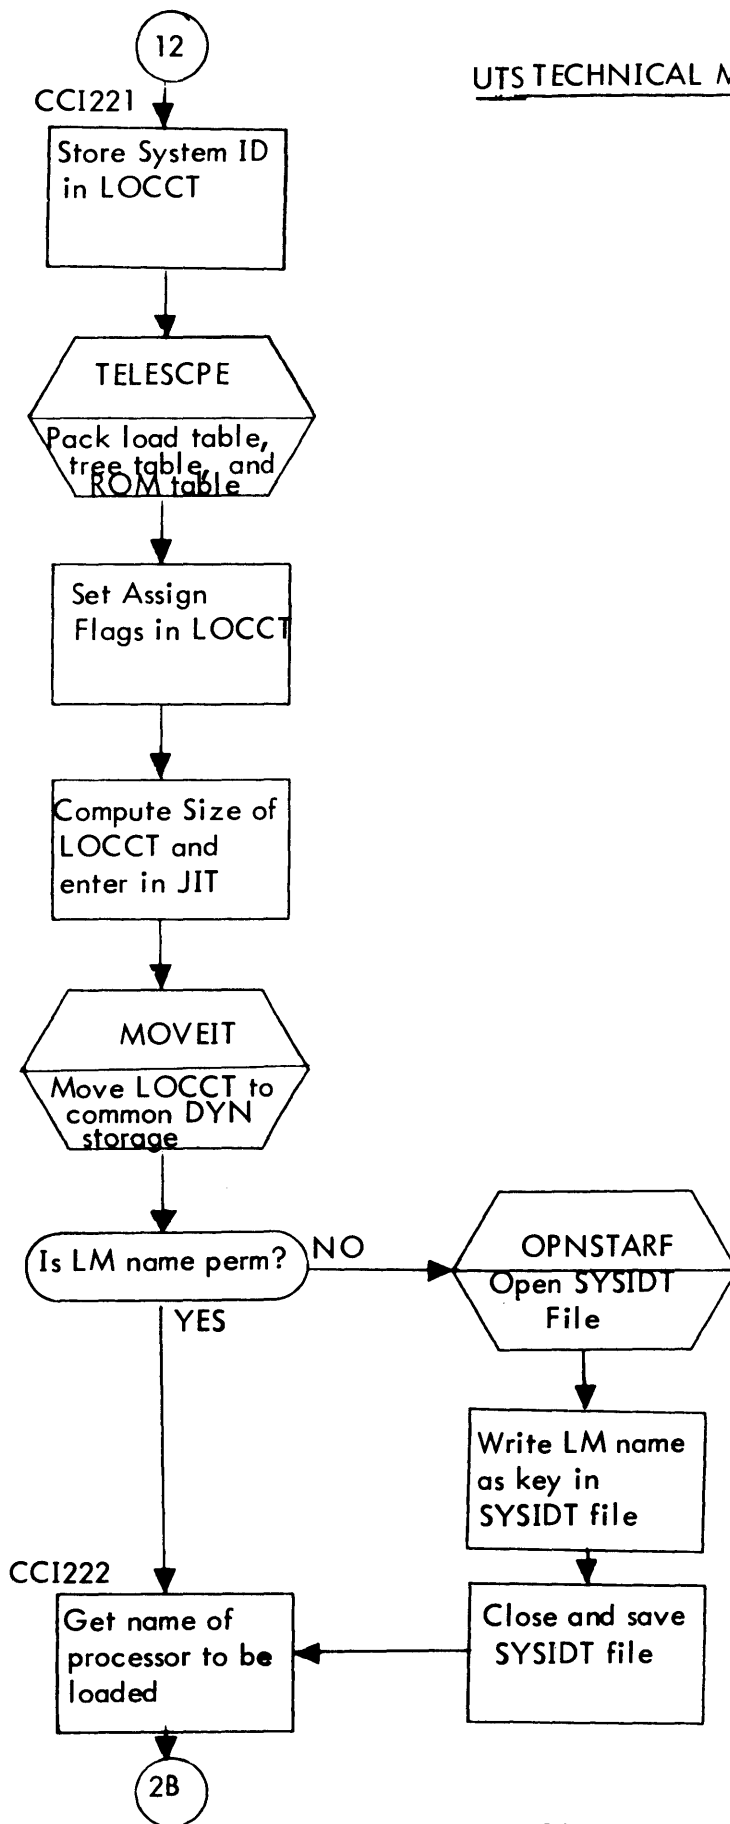 12
UTS TECHNICAL M
CCI221
Store System ID
in LOCCT
TELESCPE
Pack load table,
tree table, and
ROM table
Set Assign
Flags in LOCCT
Compute Size of
LOCCT and
enter in JIT
MOVEIT
Move LOCCT to
common DYN
storage
Is LM name perm?
NO
YES
OPNSTARF
Open SYSIDT
File
Write LM name
as key in
SYSIDT file
Close and save
SYSIDT file
CCI222
Get name of
processor to be
loaded
2B